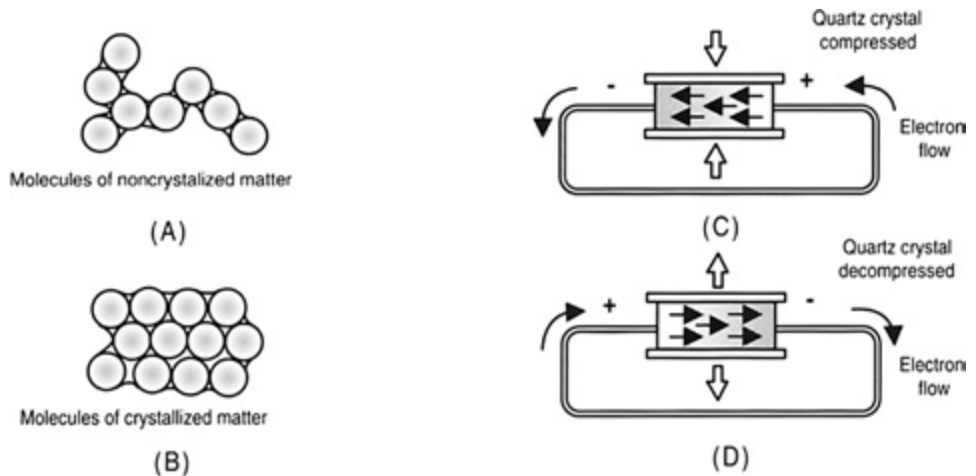 Molecules of noncrystalized matter
(A)
Molecules of crystallized matter
(B)
Quartz crystal
compressed
-
+
Electron
flow
(C)
Quartz crystal
decompressed
+
-
Electron
flow
(D)